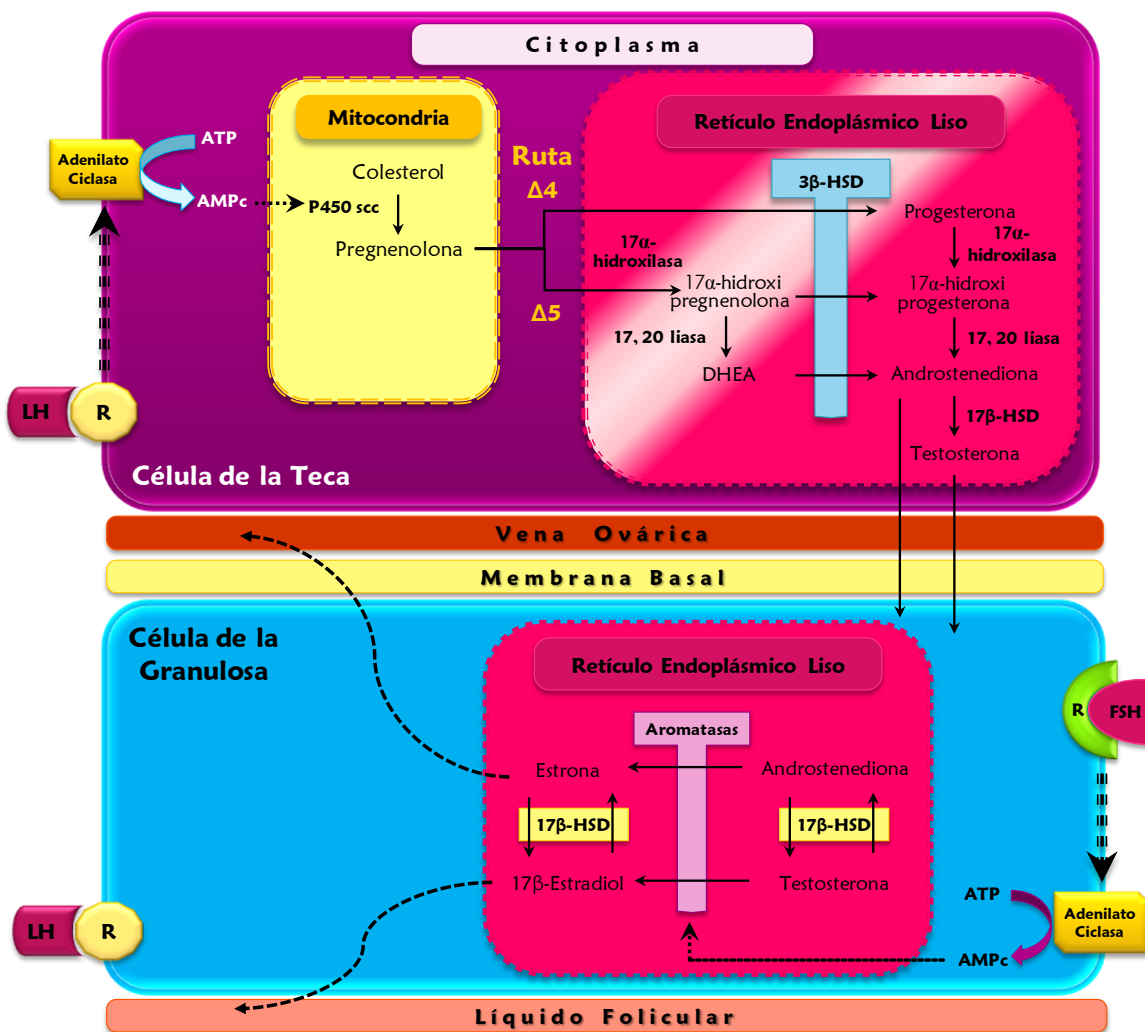 Citoplasma
Mitocondria
Retículo Endoplásmico Liso
Adenilato
Ciclasa
ATP
AMPc
Colesterol
P450 scc
Pregnenolona
Ruta
Δ4
Δ5
3β-HSD
Progesterona
17α-
hidroxilasa
17α-
hidroxilasa
17α-hidroxi
pregnenolona
17α-hidroxi
progesterona
17, 20 liasa
17, 20 liasa
DHEA
Androstenediona
17β-HSD
Testosterona
LH
R
Célula de la Teca
Vena Ovárica
Membrana Basal
Célula de la
Granulosa
Retículo Endoplásmico Liso
R
FSH
Aromatasas
Estrona
Androstenediona
17β-HSD
17β-HSD
17β-Estradiol
Testosterona
ATP
Adenilato
Ciclasa
AMPc
LH
R
Líquido Folicular